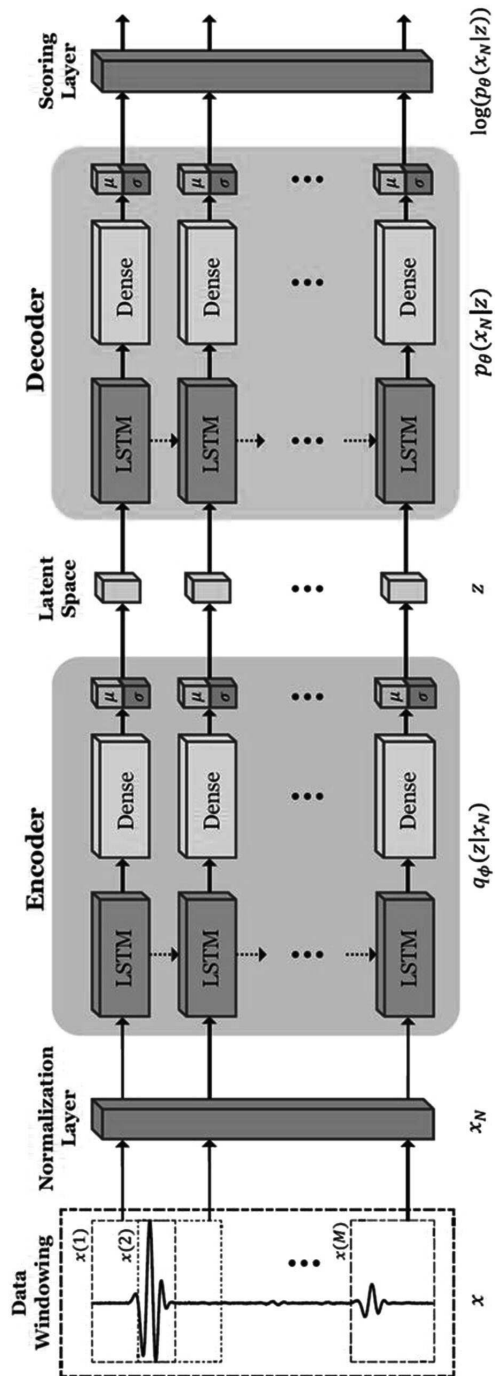 Data
Windowing
x(1)
x(2)
x(M)
x
Normalization
Layer
x_N
Encoder
LSTM
Dense
μ
σ
LSTM
Dense
μ
σ
LSTM
Dense
μ
σ
q_ϕ(z|x_N)
Latent
Space
z
Decoder
LSTM
Dense
μ
σ
LSTM
Dense
μ
σ
LSTM
Dense
μ
σ
p_θ(x_N|z)
Scoring
Layer
log(p_θ(x_N|z))